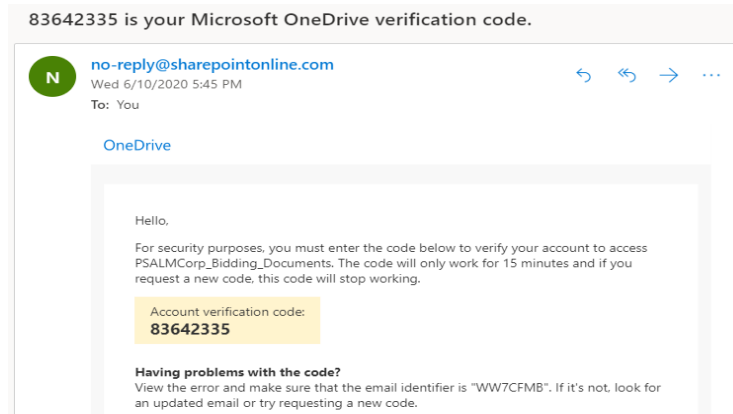 83642335 is your Microsoft OneDrive verification code.
N
no-reply@sharepointonline.com
Wed 6/10/2020 5:45 PM
To: You
OneDrive
Hello,
For security purposes, you must enter the code below to verify your account to access
PSALMCorp_Bidding_Documents. The code will only work for 15 minutes and if you
request a new code, this code will stop working.
Account verification code:
83642335
Having problems with the code?
View the error and make sure that the email identifier is "WW7CFMB". If it's not, look for
an updated email or try requesting a new code.